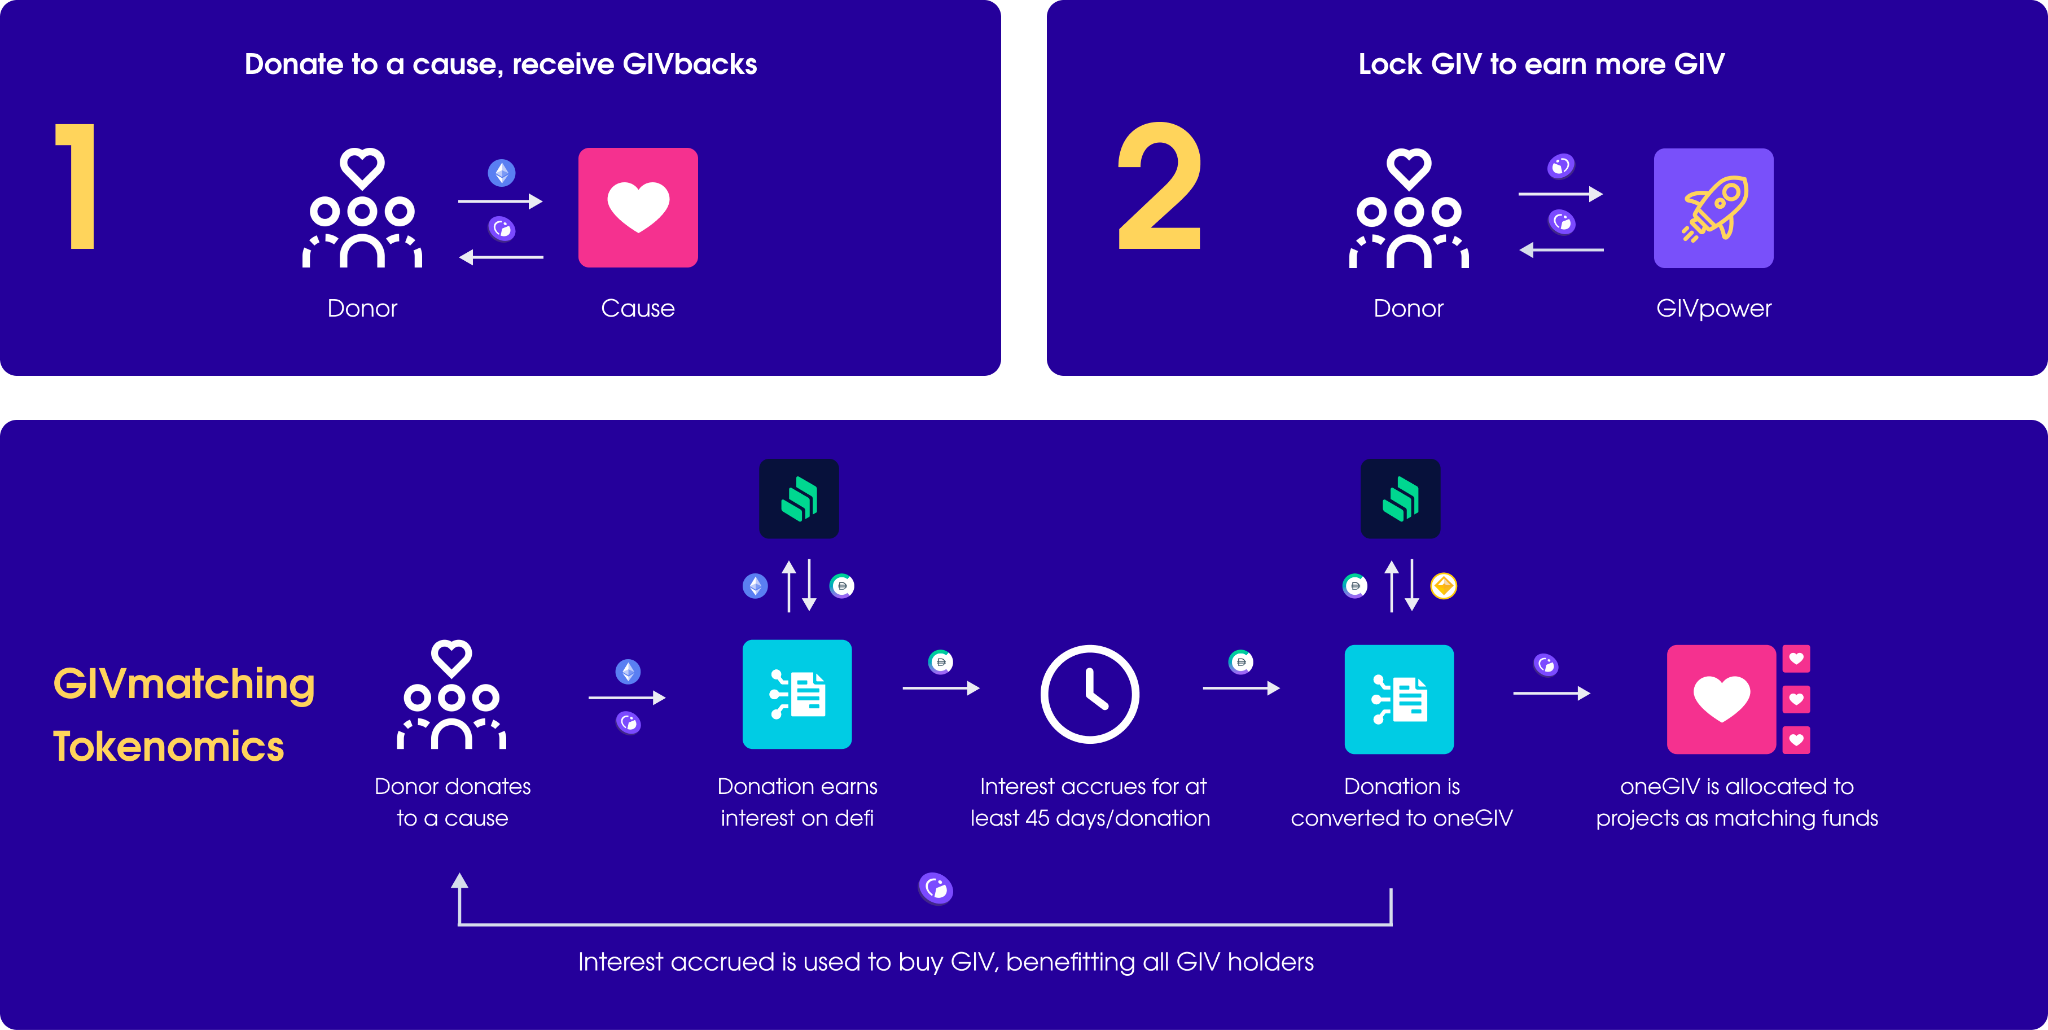 Donate to a cause, receive GIVbacks
1
Donor
Cause
Lock GIV to earn more GIV
2
Donor
GIVpower
GIVmatching
Tokenomics
Donor donates
to a cause
Donation earns
interest on defi
Interest accrues for at
least 45 days/donation
Donation is
converted to oneGIV
oneGIV is allocated to
projects as matching funds
Interest accrued is used to buy GIV, benefitting all GIV holders